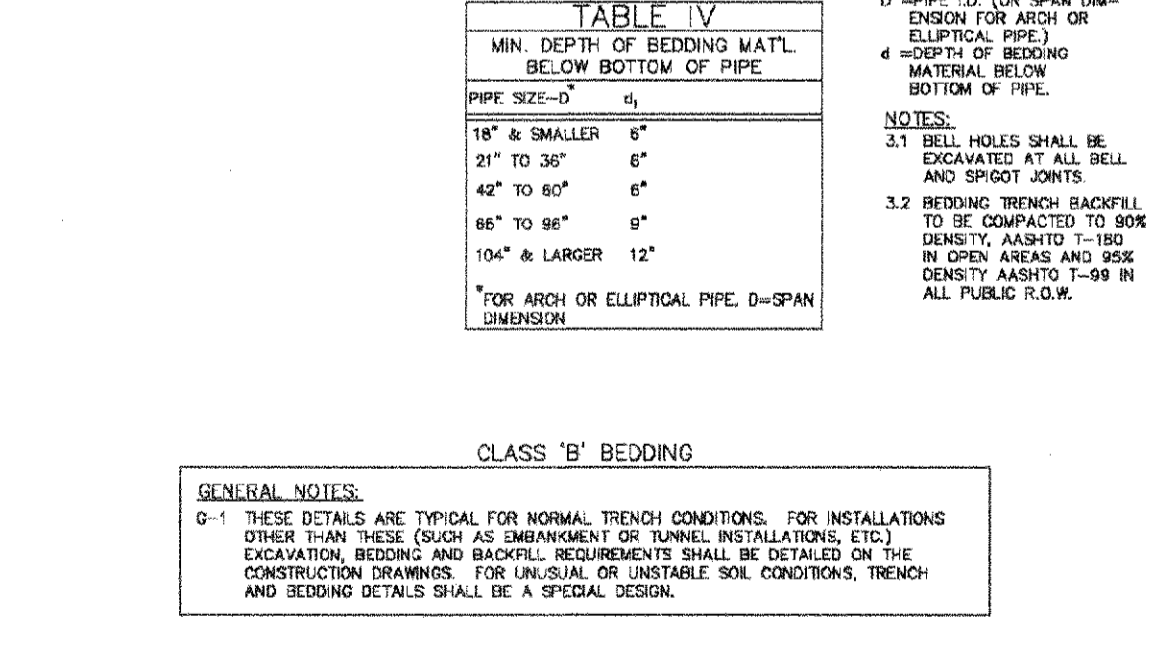 TABLE IV
MIN. DEPTH OF BEDDING MAT'L.
BELOW BOTTOM OF PIPE
PIPE SIZE-D* d,
18" & SMALLER 6"
21" TO 36" 6"
42" TO 60" 6"
66" TO 96" 9"
104" & LARGER 12"
*FOR ARCH OR ELLIPTICAL PIPE, D=SPAN
DIMENSION
D =PIPE I.D. (OR SPAN DIM-
ENSION FOR ARCH OR
ELLIPTICAL PIPE.)
d =DEPTH OF BEDDING
MATERIAL BELOW
BOTTOM OF PIPE.
NOTES:
3.1 BELL HOLES SHALL BE
EXCAVATED AT ALL BELL
AND SPIGOT JOINTS.
3.2 BEDDING TRENCH BACKFILL
TO BE COMPACTED TO 90%
DENSITY, AASHTO T-180
IN OPEN AREAS AND 95%
DENSITY AASHTO T-99 IN
ALL PUBLIC R.O.W.
CLASS 'B' BEDDING
GENERAL NOTES:
G-1 THESE DETAILS ARE TYPICAL FOR NORMAL TRENCH CONDITIONS. FOR INSTALLATIONS
OTHER THAN THESE (SUCH AS EMBANKMENT OR TUNNEL INSTALLATIONS, ETC.)
EXCAVATION, BEDDING AND BACKFILL REQUIREMENTS SHALL BE DETAILED ON THE
CONSTRUCTION DRAWINGS. FOR UNUSUAL OR UNSTABLE SOIL CONDITIONS, TRENCH
AND BEDDING DETAILS SHALL BE A SPECIAL DESIGN.